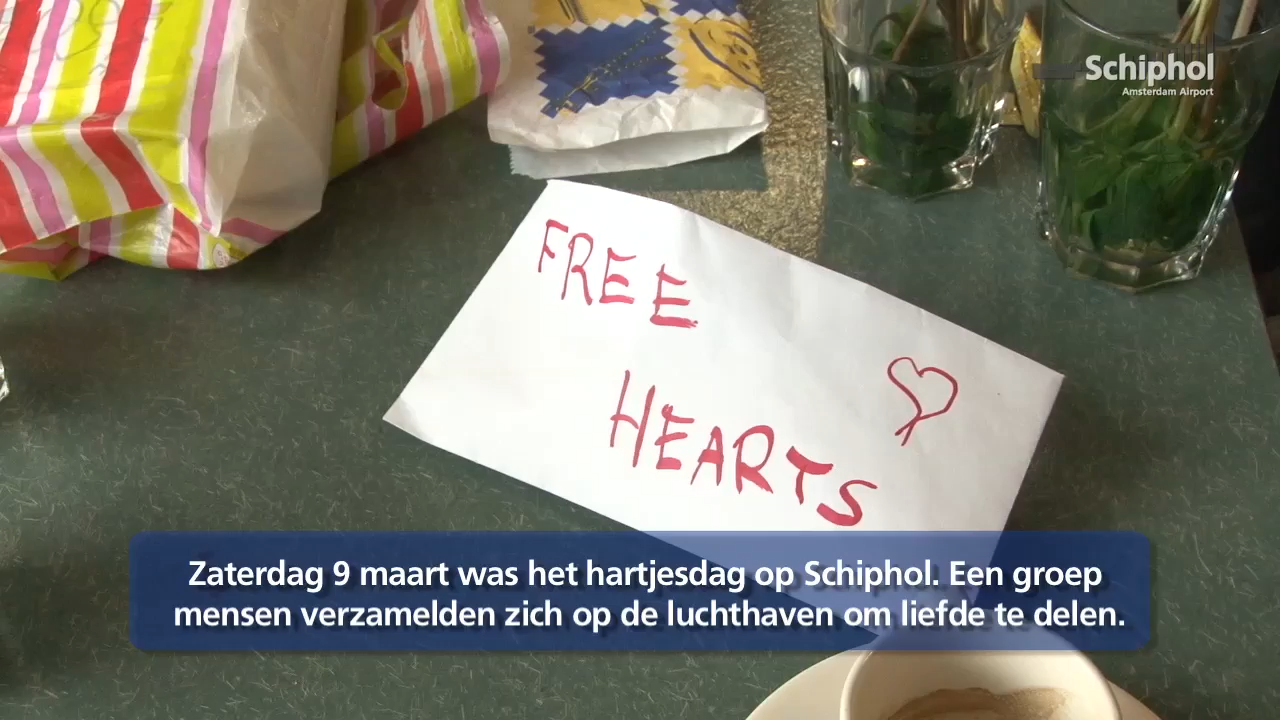 Schiphol
Amsterdam Airport
FREE
HEARTS
Zaterdag 9 maart was het hartjesdag op Schiphol. Een groep
mensen verzamelden zich op de luchthaven om liefde te delen.